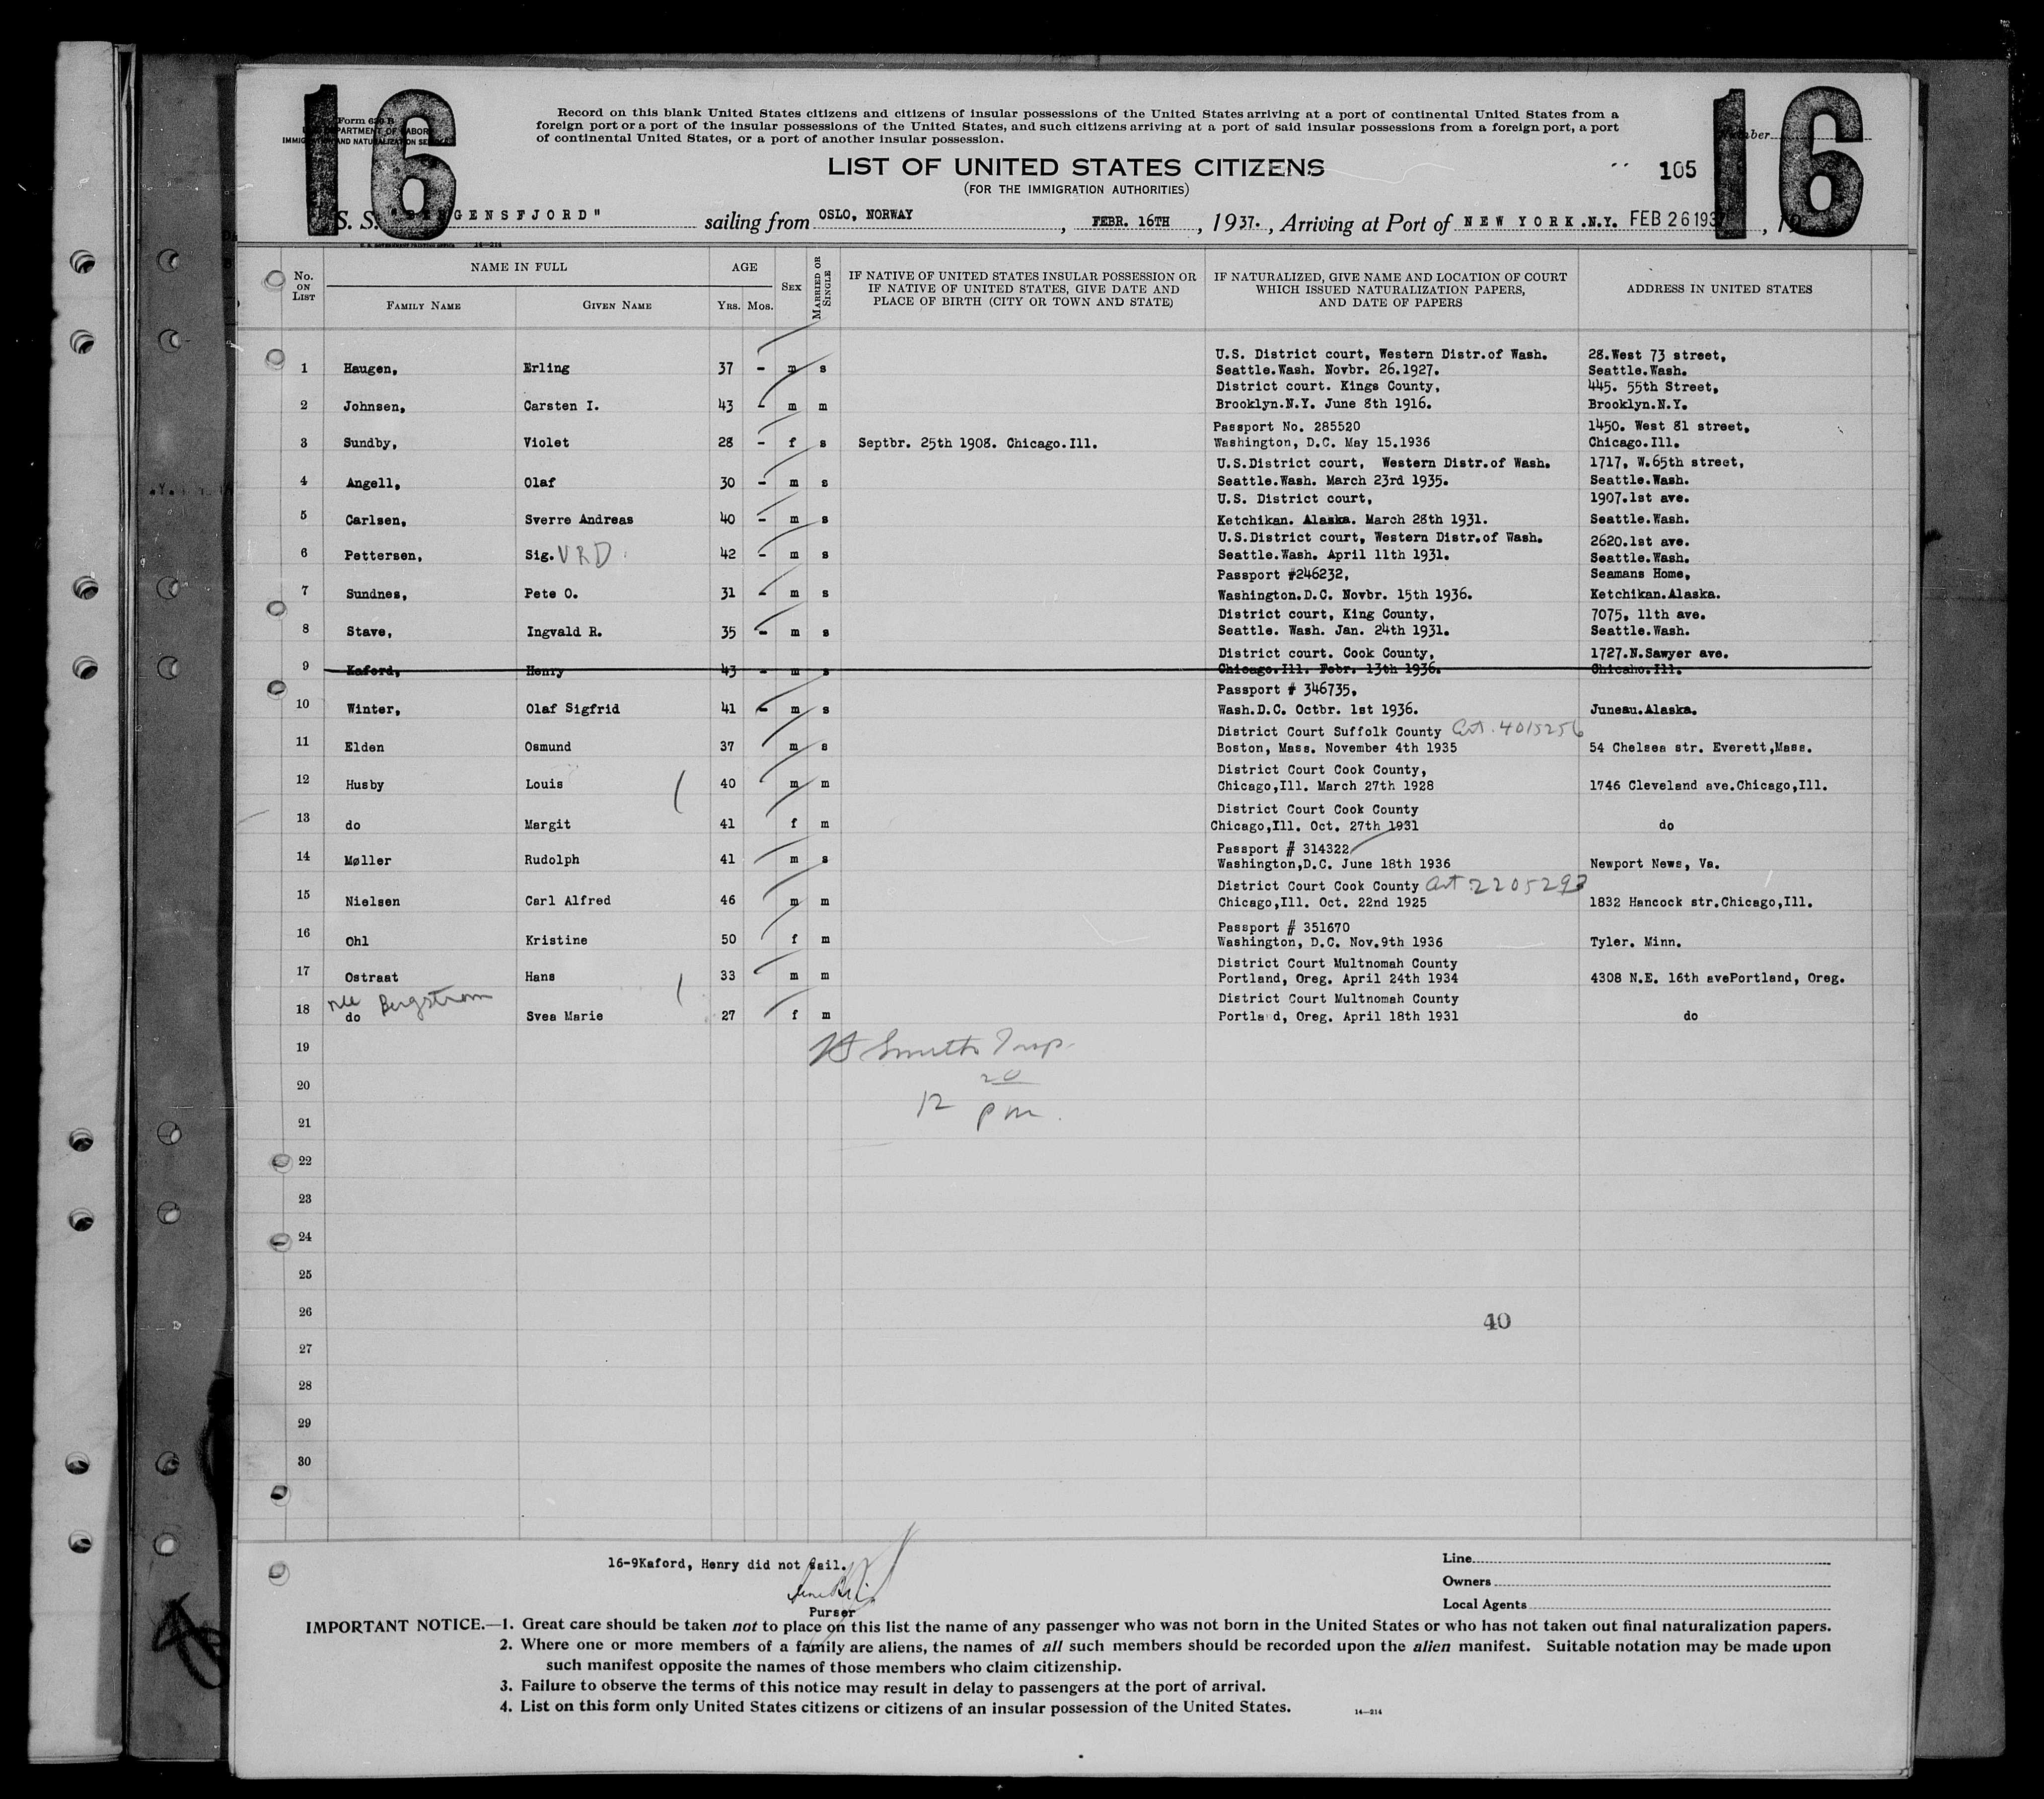 16
16
Form 630 B
U.S. DEPARTMENT OF LABOR
IMMIGRATION AND NATURALIZATION SERVICE
Record on this blank United States citizens and citizens of insular possessions of the United States arriving at a port of continental United States from a
foreign port or a port of the insular possessions of the United States, and such citizens arriving at a port of said insular possessions from a foreign port, a port
of continental United States, or a port of another insular possession.
Number
LIST OF UNITED STATES CITIZENS
(FOR THE IMMIGRATION AUTHORITIES)
105
S. S. "BERGENSFJORD" sailing from OSLO, NORWAY, FEBR. 16TH, 1937., Arriving at Port of NEW YORK.N.Y. FEB 26 1937, 19
U. S. GOVERNMENT PRINTING OFFICE 14—214
No. ON LIST
NAME IN FULL
FAMILY NAME GIVEN NAME
AGE
YRS. MOS.
SEX
MARRIED OR SINGLE
IF NATIVE OF UNITED STATES INSULAR POSSESSION OR
IF NATIVE OF UNITED STATES, GIVE DATE AND
PLACE OF BIRTH (CITY OR TOWN AND STATE)
IF NATURALIZED, GIVE NAME AND LOCATION OF COURT
WHICH ISSUED NATURALIZATION PAPERS,
AND DATE OF PAPERS
ADDRESS IN UNITED STATES
U.S. District court, Western Distr.of Wash. 28.West 73 street,
1 Haugen, Erling 37 - m s Seattle.Wash. Novbr. 26.1927. Seattle.Wash.
District court. Kings County, 445. 55th Street,
2 Johnsen, Carsten I. 43 - m m Brooklyn.N.Y. June 8th 1916. Brooklyn.N.Y.
Passport No. 285520 1450. West 81 street,
3 Sundby, Violet 28 - f s Septbr. 25th 1908. Chicago.Ill. Washington, D.C. May 15.1936 Chicago.Ill.
U.S.District court, Western Distr.of Wash. 1717, W.65th street,
4 Angell, Olaf 30 - m s Seattle.Wash. March 23rd 1935. Seattle.Wash.
U.S. District court, 1907.1st ave.
5 Carlsen, Sverre Andreas 40 - m s Ketchikan. Alaska. March 28th 1931. Seattle.Wash.
U.S.District court, Western Distr.of Wash. 2620.1st ave.
6 Pettersen, Sig. VRD 42 - m s Seattle.Wash. April 11th 1931. Seattle.Wash.
Passport #246232, Seamans Home,
7 Sundnes, Pete O. 31 - m s Washington.D.C. Novbr. 15th 1936. Ketchikan.Alaska.
District court, King County, 7075, 11th ave.
8 Stave, Ingvald R. 35 - m s Seattle. Wash. Jan. 24th 1931. Seattle.Wash.
District court. Cook County, 1727.N.Sawyer ave.
9 Kaford, Henry 43 - m s Chicago.Ill. Febr. 13th 1936. Chicaho.Ill.
Passport # 346735,
10 Winter, Olaf Sigfrid 41 - m s Wash.D.C. Octbr. 1st 1936. Juneau.Alaska.
District Court Suffolk County Crt. 4015256
11 Elden Osmund 37 m s Boston, Mass. November 4th 1935 54 Chelsea str. Everett,Mass.
District Court Cook County,
12 Husby Louis 40 m m Chicago,Ill. March 27th 1928 1746 Cleveland ave.Chicago,Ill.
District Court Cook County
13 do Margit 41 f m Chicago,Ill. Oct. 27th 1931 do
Passport # 314322
14 Møller Rudolph 41 m s Washington,D.C. June 18th 1936 Newport News, Va.
District Court Cook County Crt 2205293
15 Nielsen Carl Alfred 46 m m Chicago,Ill. Oct. 22nd 1925 1832 Hancock str.Chicago,Ill.
Passport # 351670
16 Ohl Kristine 50 f m Washington, D.C. Nov.9th 1936 Tyler. Minn.
District Court Multnomah County
17 Ostraat Hans 33 m m Portland, Oreg. April 24th 1934 4308 N.E. 16th avePortland, Oreg.
nee Bergstrom District Court Multnomah County
18 do Svea Marie 27 f m Portland, Oreg. April 18th 1931 do
19 Smith Insp.
20 20
21 12 pm.
22
23
24
25
26 40
27
28
29
30
16-9Kaford, Henry did not sail.
Purser
Line
Owners
Local Agents
IMPORTANT NOTICE.—1. Great care should be taken not to place on this list the name of any passenger who was not born in the United States or who has not taken out final naturalization papers.
2. Where one or more members of a family are aliens, the names of all such members should be recorded upon the alien manifest. Suitable notation may be made upon
such manifest opposite the names of those members who claim citizenship.
3. Failure to observe the terms of this notice may result in delay to passengers at the port of arrival.
4. List on this form only United States citizens or citizens of an insular possession of the United States.
14—214